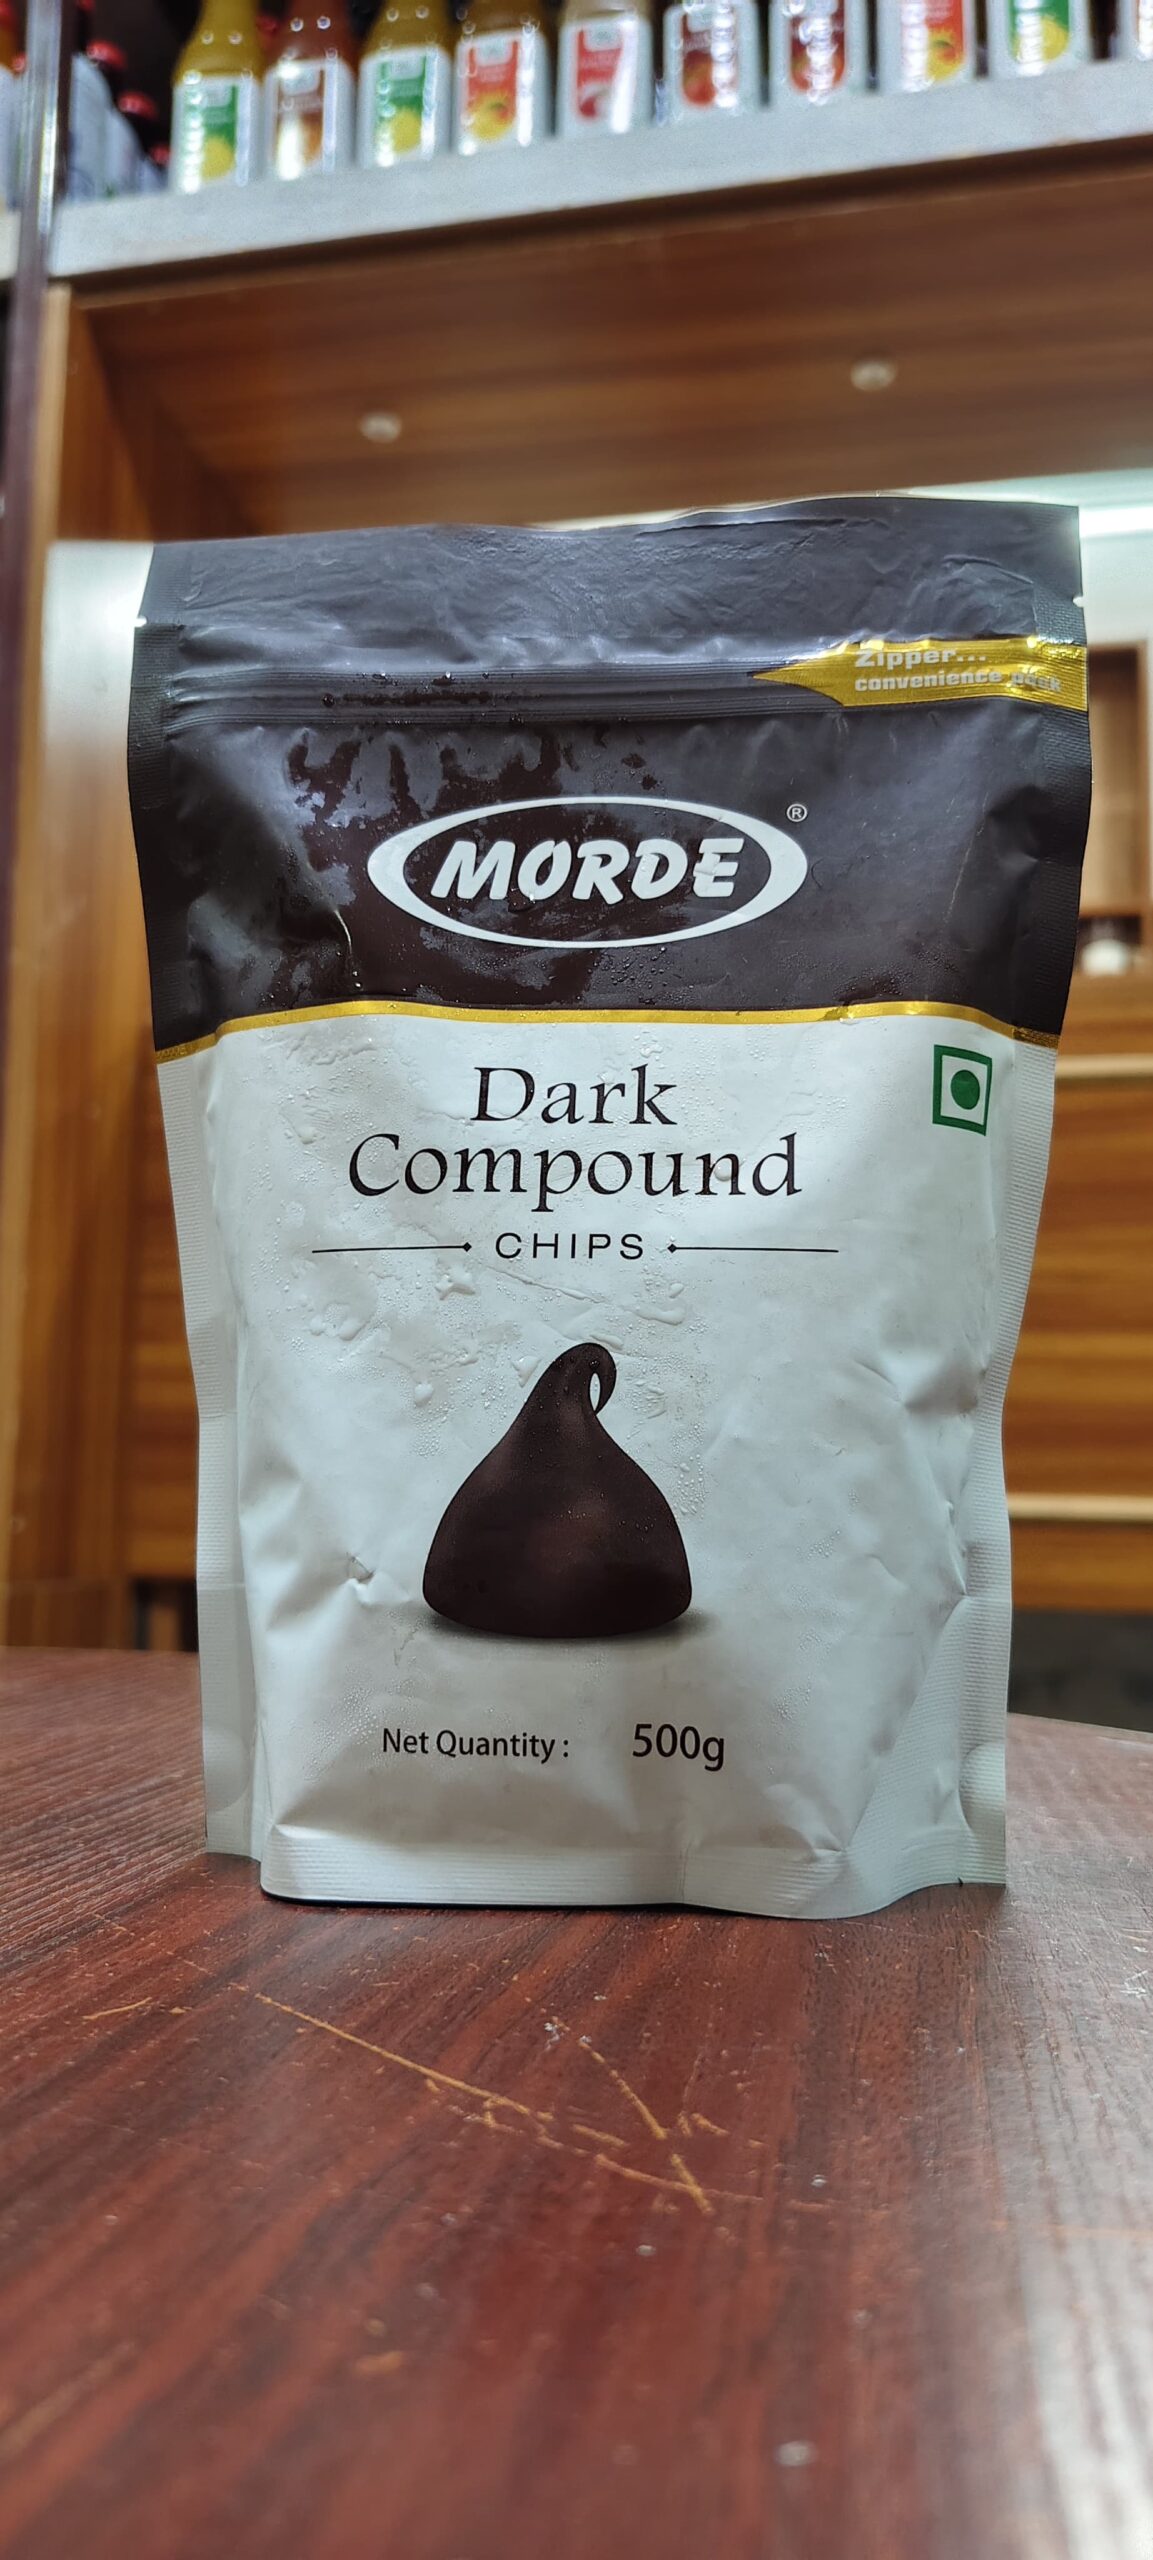 Zipper...
convenience pack
MORDE ®
Dark
Compound
CHIPS
Net Quantity : 500g